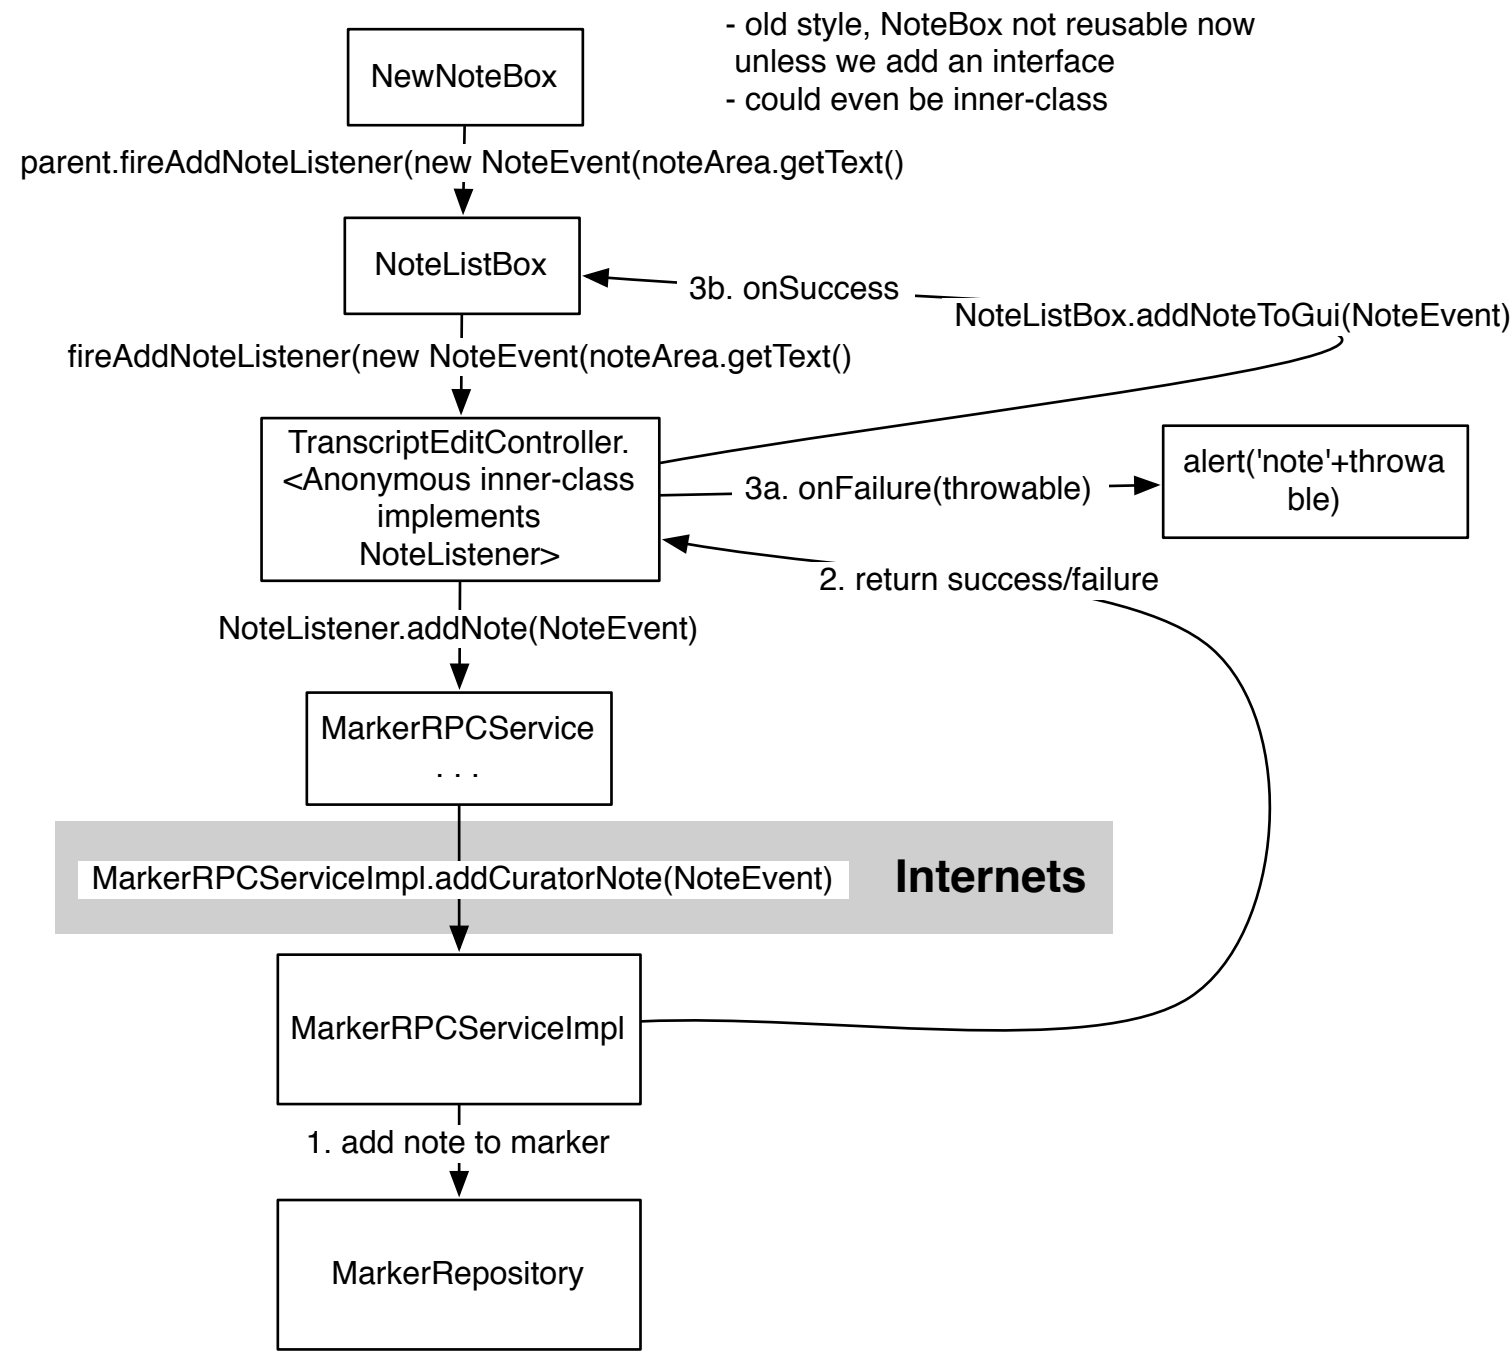 - old style, NoteBox not reusable now
unless we add an interface
- could even be inner-class
NewNoteBox
parent.fireAddNoteListener(new NoteEvent(noteArea.getText()
NoteListBox
3b. onSuccess
NoteListBox.addNoteToGui(NoteEvent)
fireAddNoteListener(new NoteEvent(noteArea.getText()
TranscriptEditController.
<Anonymous inner-class
implements
NoteListener>
3a. onFailure(throwable)
alert('note'+throwa
ble)
2. return success/failure
NoteListener.addNote(NoteEvent)
MarkerRPCService
. . .
MarkerRPCServiceImpl.addCuratorNote(NoteEvent)
Internets
MarkerRPCServiceImpl
1. add note to marker
MarkerRepository